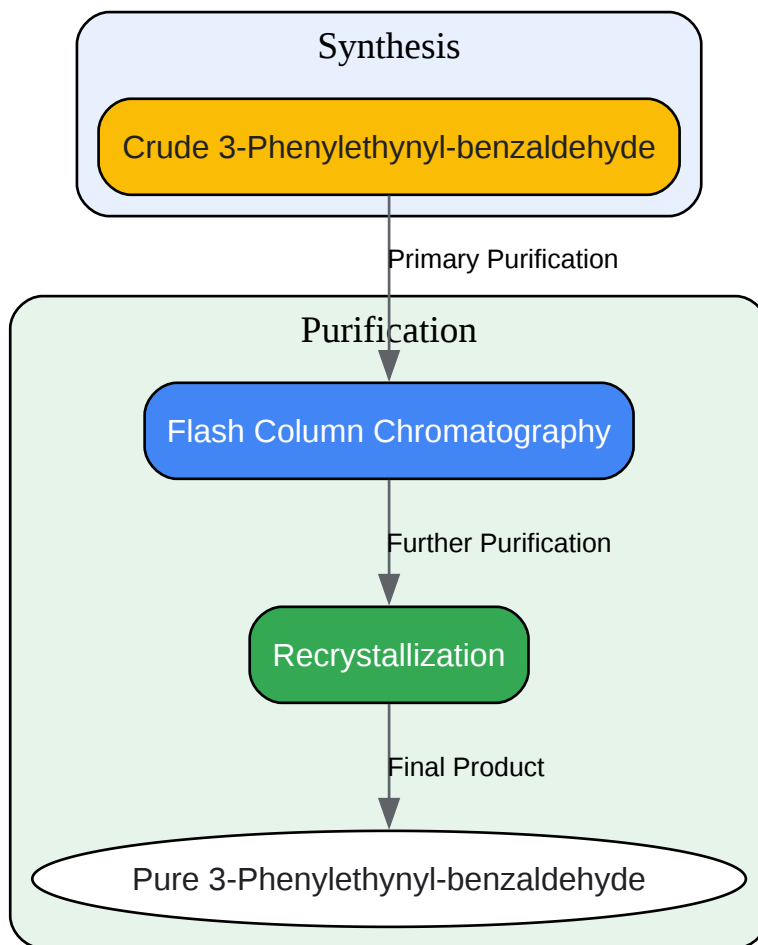 Synthesis
Crude 3-Phenylethynyl-benzaldehyde
Primary Purification
Purification
Flash Column Chromatography
Further Purification
Recrystallization
Final Product
Pure 3-Phenylethynyl-benzaldehyde